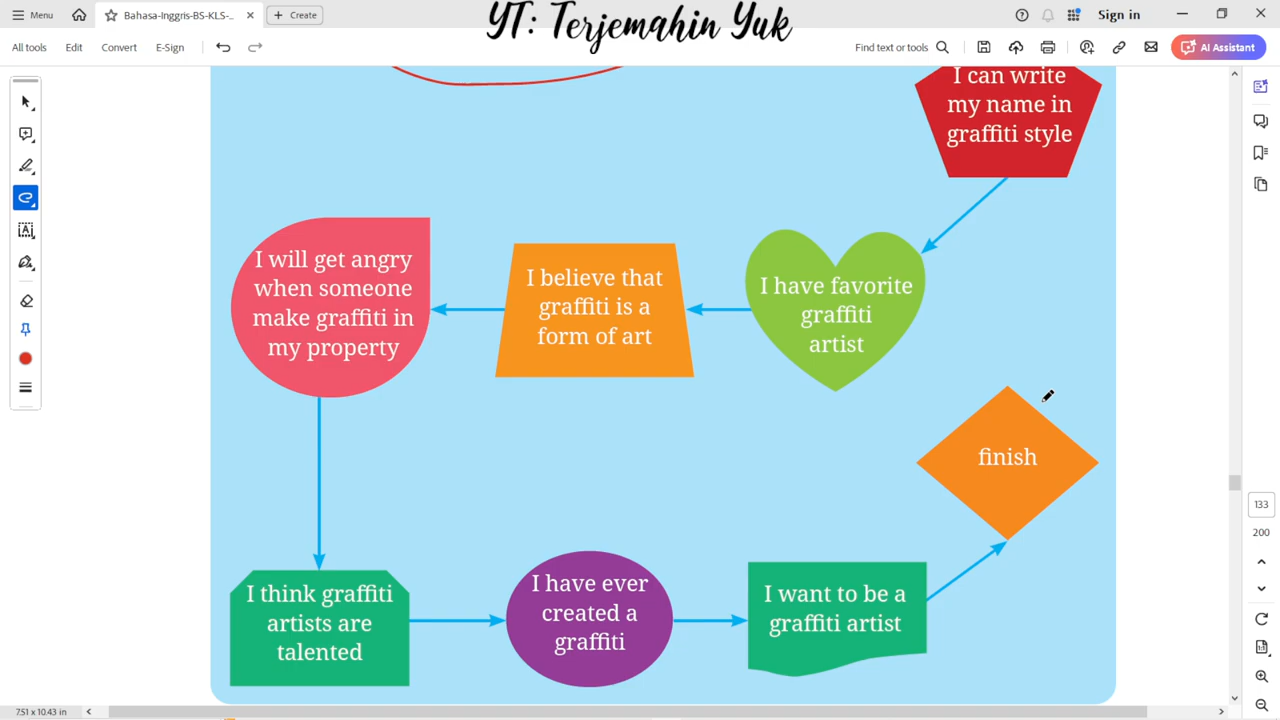 YT: Terjemahin Yuk
Menu
Bahasa-Inggris-BS-KLS-...
Create
Sign in
All tools
Edit
Convert
E-Sign
Find text or tools
AI Assistant
I can write
my name in
graffiti style
I have favorite
graffiti
artist
I believe that
graffiti is a
form of art
I will get angry
when someone
make graffiti in
my property
I think graffiti
artists are
talented
I have ever
created a
graffiti
I want to be a
graffiti artist
finish
133
200
7.51 x 10.43 in